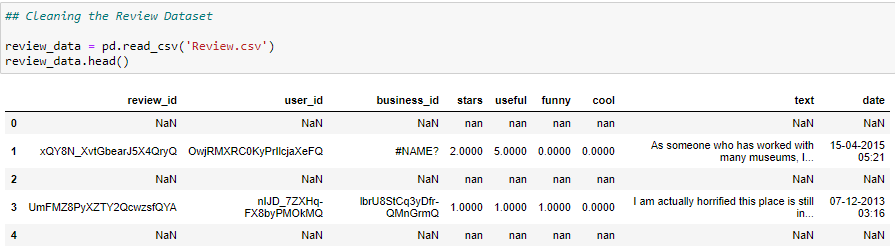 ## Cleaning the Review Dataset
review_data = pd.read_csv('Review.csv')
review_data.head()
review_id user_id business_id stars useful funny cool text date
0 NaN NaN NaN nan nan nan nan NaN NaN
1 xQY8N_XvtGbearJ5X4QryQ OwjRMXRC0KyPrIlcjaXeFQ #NAME? 2.0000 5.0000 0.0000 0.0000 As someone who has worked with many museums, I... 15-04-2015 05:21
2 NaN NaN NaN nan nan nan nan NaN NaN
3 UmFMZ8PyXZTY2QcwzsfQYA nIJD_7ZXHq-FX8byPMOkMQ lbrU8StCq3yDfr-QMnGrmQ 1.0000 1.0000 1.0000 0.0000 I am actually horrified this place is still in... 07-12-2013 03:16
4 NaN NaN NaN nan nan nan nan NaN NaN